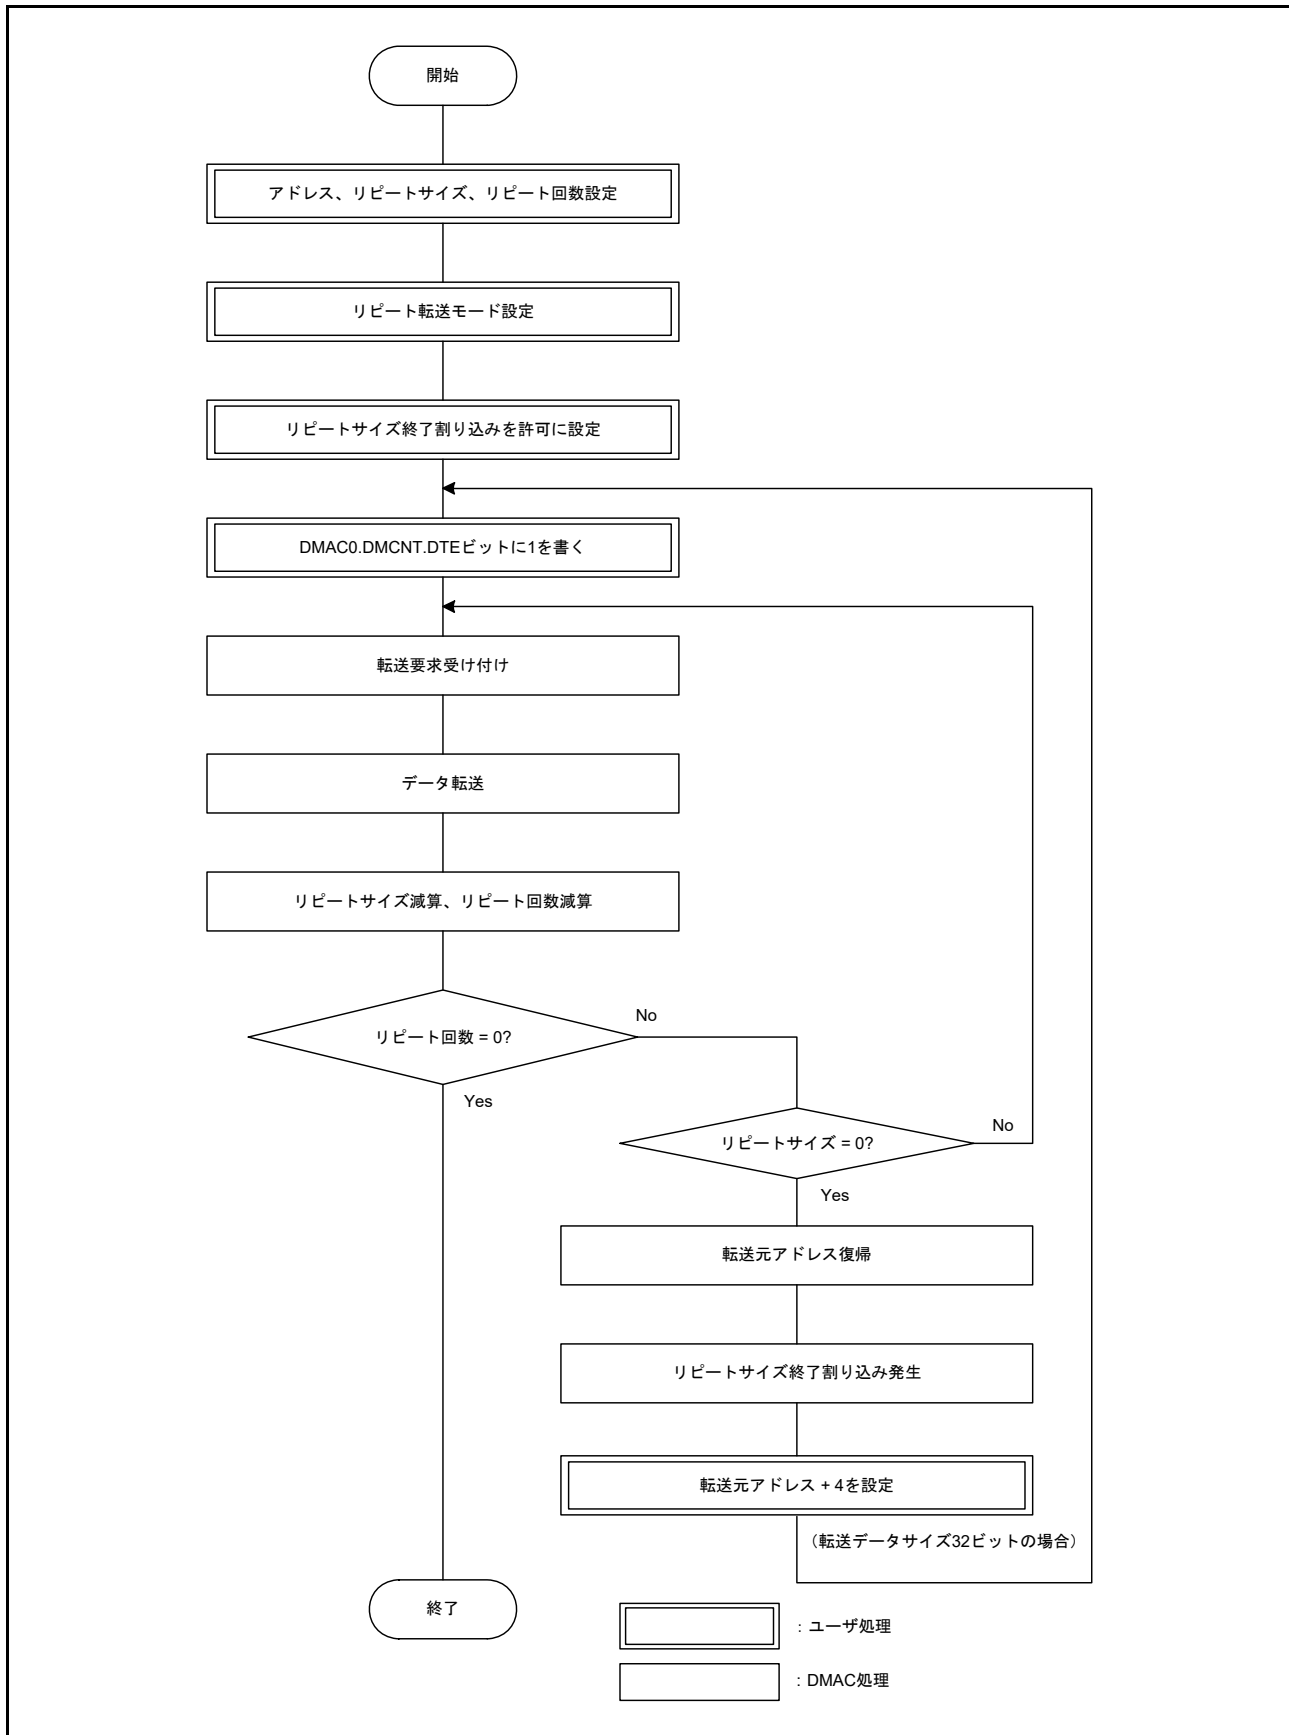 開始
アドレス、リピートサイズ、リピート回数設定
リピート転送モード設定
リピートサイズ終了割り込みを許可に設定
DMAC0.DMCNT.DTEビットに1を書く
転送要求受け付け
データ転送
リピートサイズ減算、リピート回数減算
リピート回数 = 0?
No
Yes
リピートサイズ = 0?
No
Yes
転送元アドレス復帰
リピートサイズ終了割り込み発生
転送元アドレス + 4を設定
（転送データサイズ32ビットの場合）
終了
：ユーザ処理
：DMAC処理